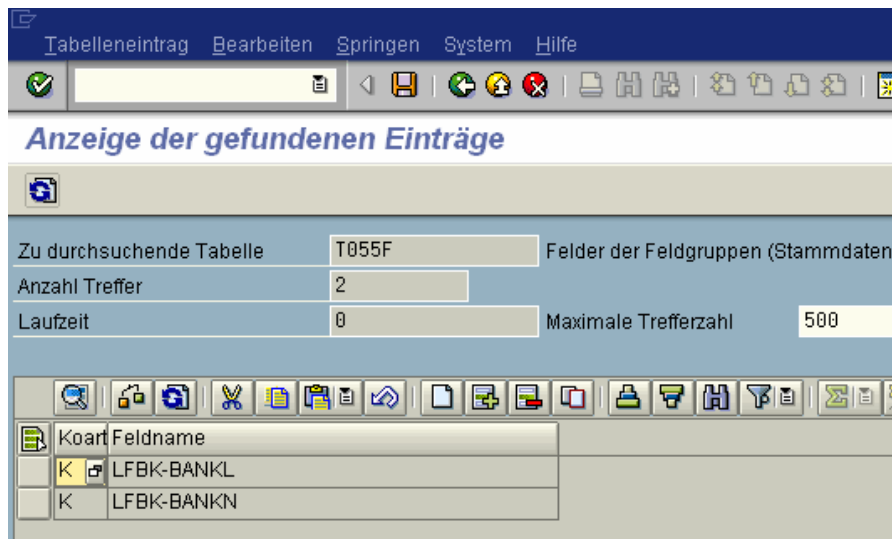 Tabelleneintrag Bearbeiten Springen System Hilfe
Anzeige der gefundenen Einträge
Zu durchsuchende Tabelle T055F Felder der Feldgruppen (Stammdaten
Anzahl Treffer 2
Laufzeit 0 Maximale Trefferzahl 500
Koart Feldname
K LFBK-BANKL
K LFBK-BANKN